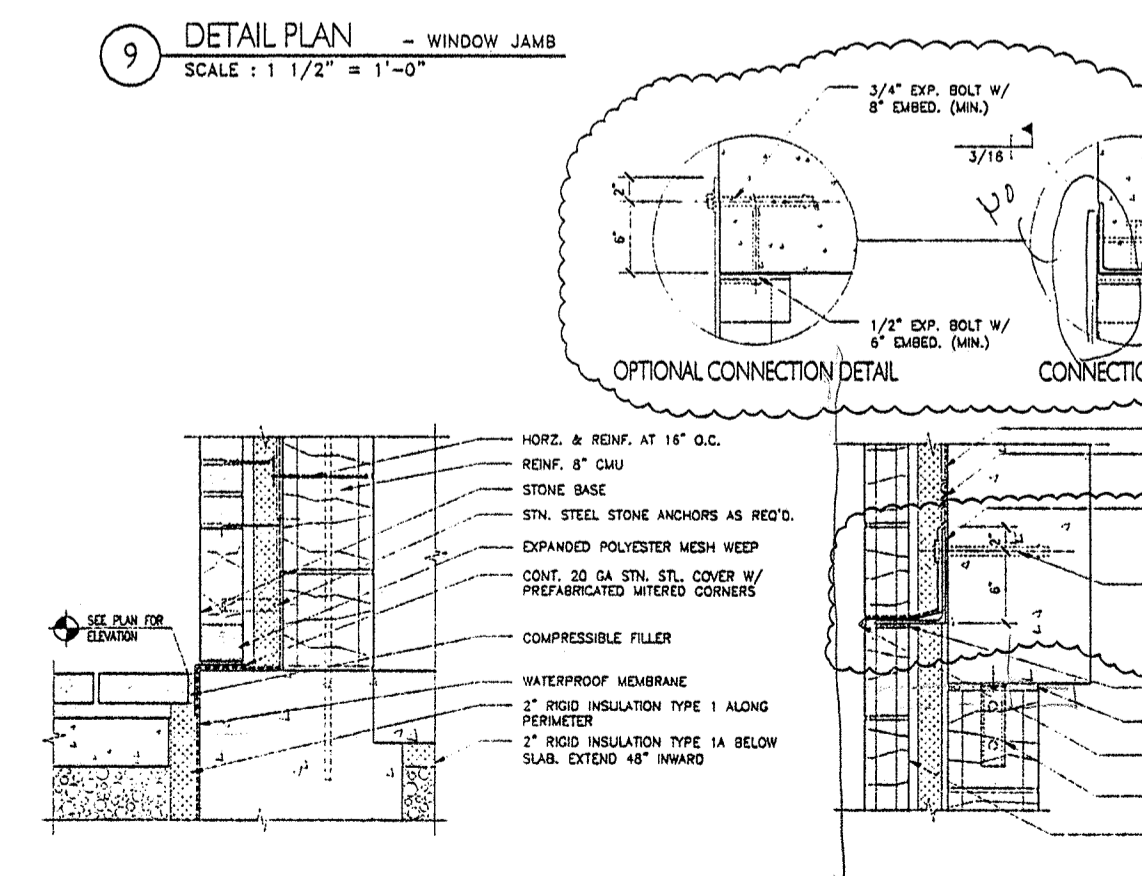 9
DETAIL PLAN - WINDOW JAMB
SCALE : 1 1/2" = 1'-0"
3/4" EXP. BOLT W/
8" EMBED. (MIN.)
3/16
NO
2"
6"
1/2" EXP. BOLT W/
6" EMBED. (MIN.)
OPTIONAL CONNECTION DETAIL
CONNECTIO
HORZ. & REINF. AT 16" O.C.
REINF. 8" CMU
STONE BASE
STN. STEEL STONE ANCHORS AS REQ'D.
EXPANDED POLYESTER MESH WEEP
CONT. 20 GA STN. STL. COVER W/
PREFABRICATED MITERED CORNERS
SEE PLAN FOR
ELEVATION
COMPRESSIBLE FILLER
WATERPROOF MEMBRANE
2" RIGID INSULATION TYPE 1 ALONG
PERIMETER
2" RIGID INSULATION TYPE 1A BELOW
SLAB. EXTEND 48" INWARD
2"
6"